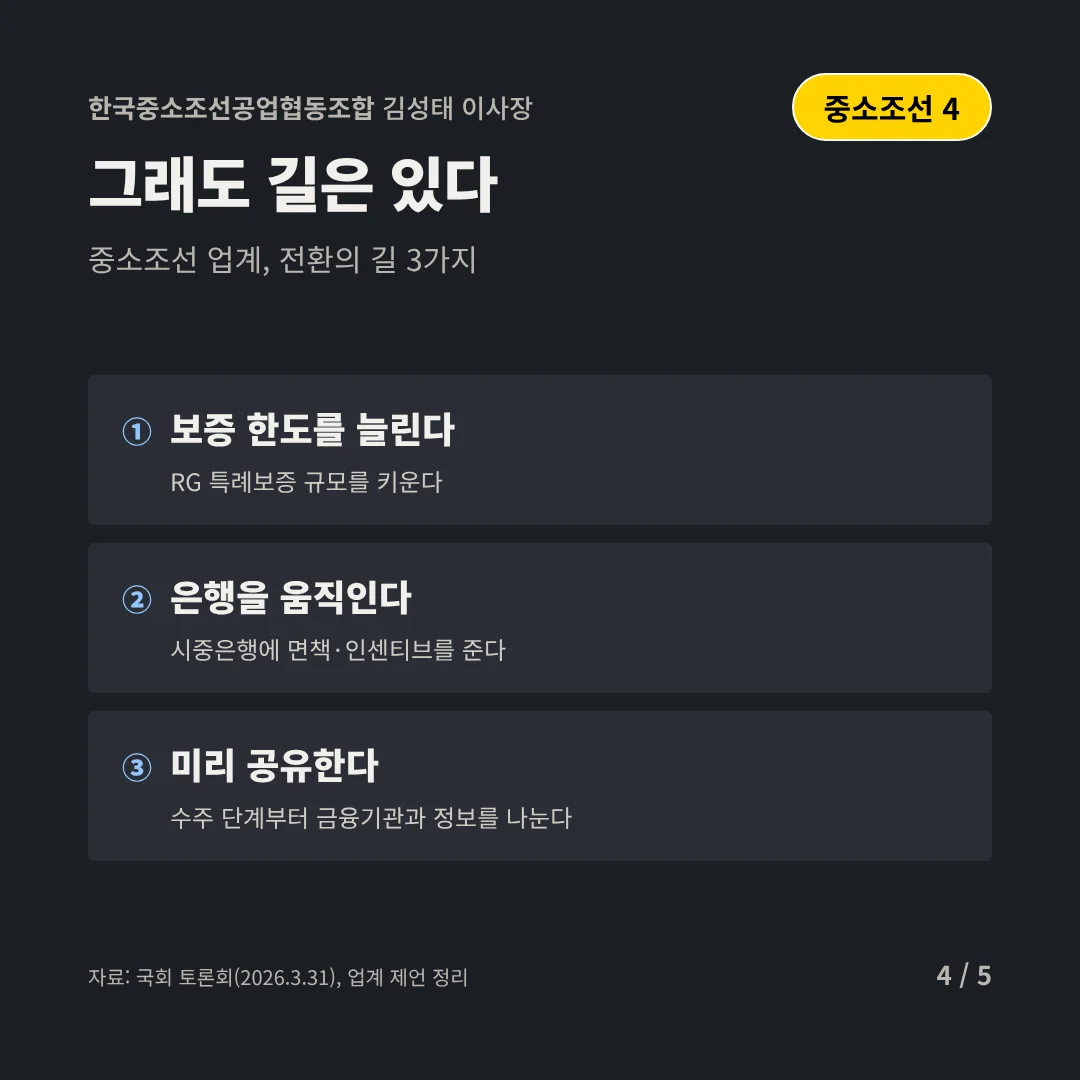 한국중소조선공업협동조합 김성태 이사장
중소조선 4
그래도 길은 있다
중소조선 업계, 전환의 길 3가지
① 보증 한도를 늘린다
RG 특례보증 규모를 키운다
② 은행을 움직인다
시중은행에 면책·인센티브를 준다
③ 미리 공유한다
수주 단계부터 금융기관과 정보를 나눈다
자료: 국회 토론회(2026.3.31), 업계 제언 정리
4 / 5